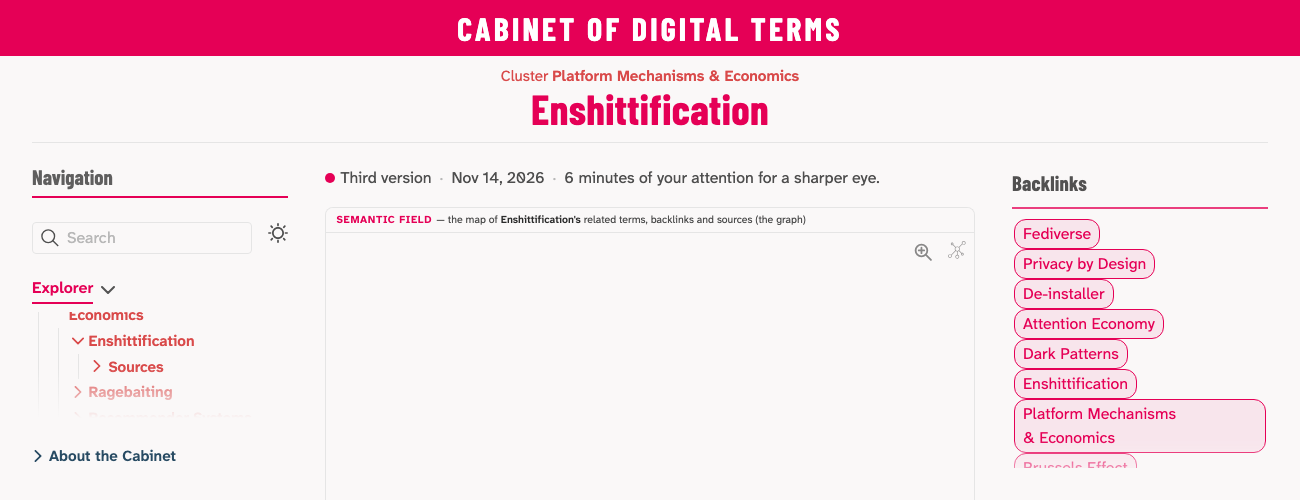 CABINET OF DIGITAL TERMS
Cluster Platform Mechanisms & Economics
Enshittification
Navigation
Search
Explorer
Economics
Enshittification
Sources
Ragebaiting
About the Cabinet
Third version · Nov 14, 2026 · 6 minutes of your attention for a sharper eye.
SEMANTIC FIELD — the map of Enshittification's related terms, backlinks and sources (the graph)
Backlinks
Fediverse
Privacy by Design
De-installer
Attention Economy
Dark Patterns
Enshittification
Platform Mechanisms
& Economics
Brussels Effect